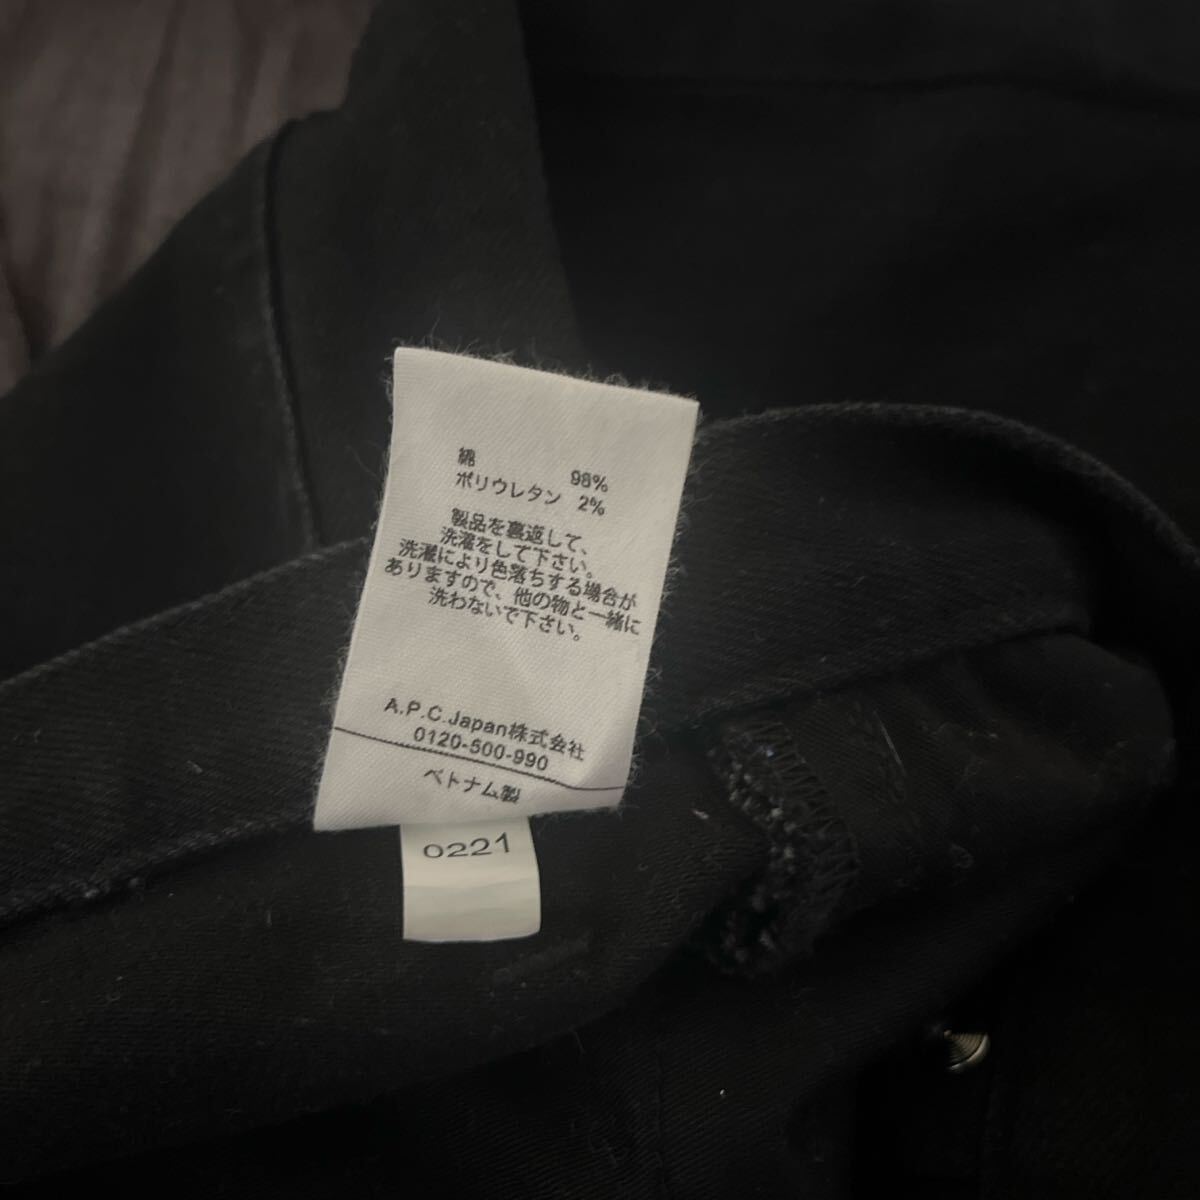 綿 98%
ポリウレタン 2%
製品を裏返して、
洗濯をして下さい。
洗濯により色落ちする場合が
ありますので、他の物と一緒に
洗わないで下さい。
A.P.C.Japan株式会社
0120-500-990
ベトナム製
0221